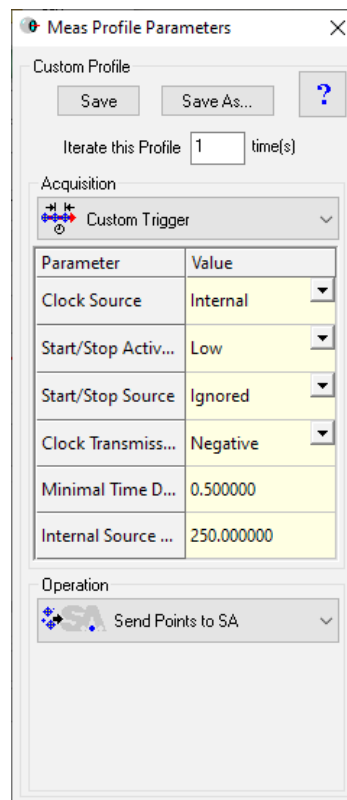 Meas Profile Parameters
Custom Profile
Save Save As... ?
Iterate this Profile 1 time(s)
Acquisition
Custom Trigger
Parameter Value
Clock Source Internal
Start/Stop Activ... Low
Start/Stop Source Ignored
Clock Transmiss... Negative
Minimal Time D... 0.500000
Internal Source ... 250.000000
Operation
SA Send Points to SA